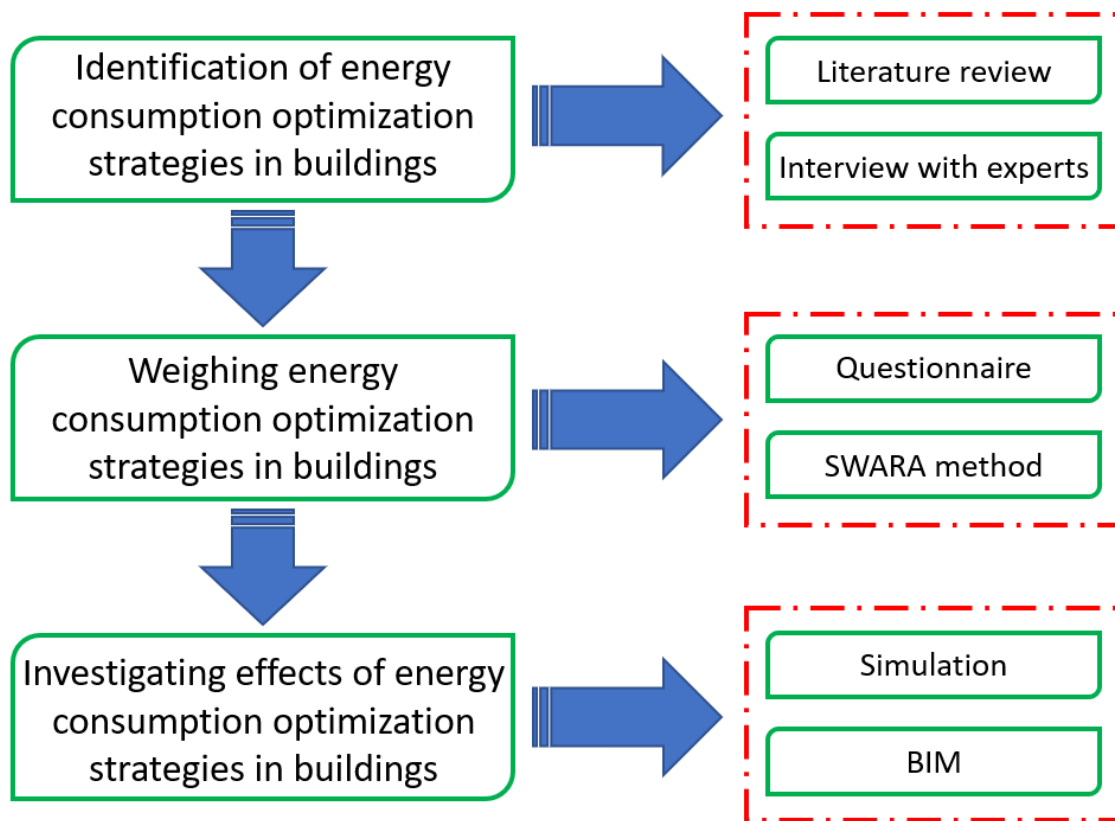 Identification of energy
consumption optimization
strategies in buildings
Literature review
Interview with experts
Weighing energy
consumption optimization
strategies in buildings
Questionnaire
SWARA method
Investigating effects of energy
consumption optimization
strategies in buildings
Simulation
BIM